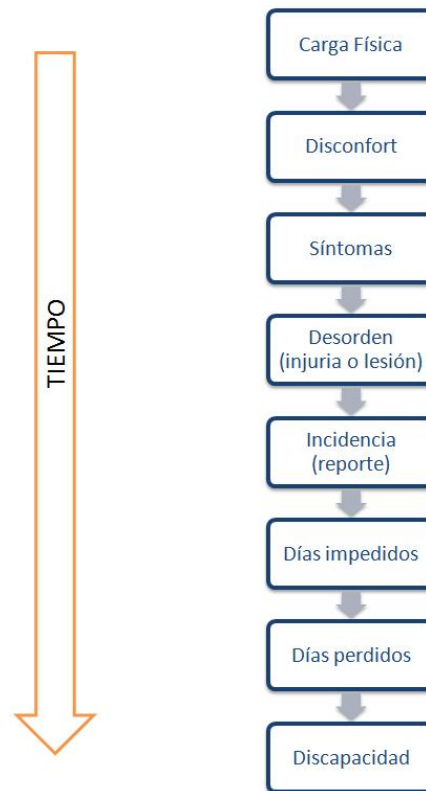 Carga Física
Disconfort
Síntomas
Desorden
(injuria o lesión)
Incidencia
(reporte)
Días impedidos
Días perdidos
Discapacidad
TIEMPO